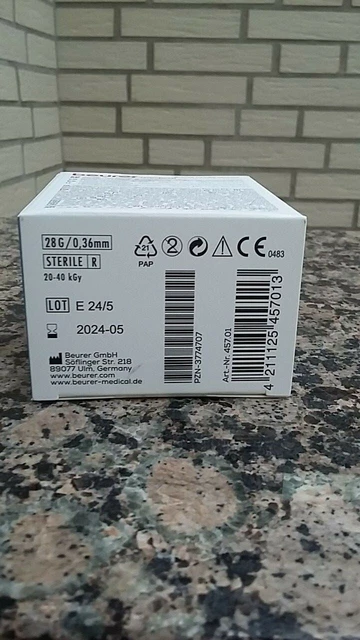 beurer
28G/0,36mm
STERILE R
20-40 kGy
LOT E 24/5
2024-05
Beurer GmbH
Söflinger Str. 218
89077 Ulm, Germany
www.beurer.com
www.beurer-medical.de
21
PAP
2
CE 0483
PZN-3774707
Art.-Nr.: 457.01
4 211125 457013